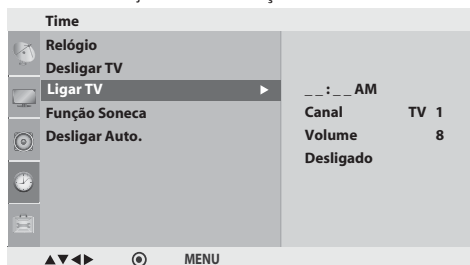 Time
Relógio
Desligar TV
Ligar TV ▶
Função Soneca
Desligar Auto.
_ _ : _ _ AM
Canal TV 1
Volume 8
Desligado
▲▼◀▶ MENU